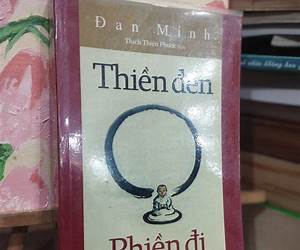 Đan Minh
Thích Thiện Phước
Thiền đến
Phiền đi